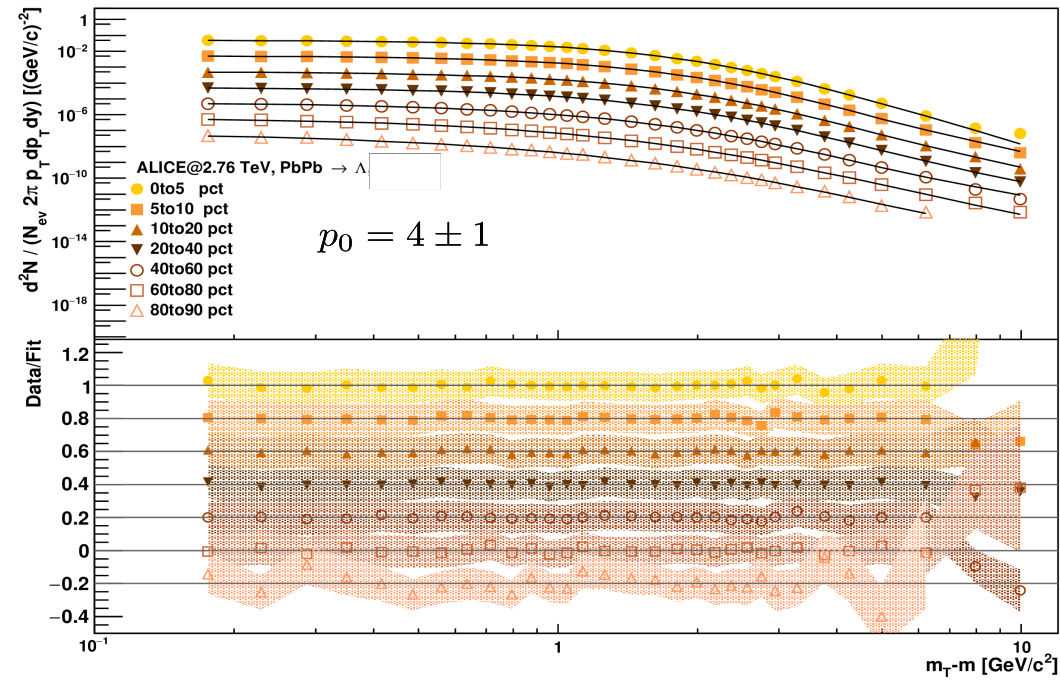 d²N / (N_ev 2π p_T dp_T dy) [(GeV/c)⁻²]
1
10⁻²
10⁻⁶
10⁻¹⁰
10⁻¹⁴
10⁻¹⁸
ALICE@2.76 TeV, PbPb → Λ,
0to5 pct
5to10 pct
10to20 pct
20to40 pct
40to60 pct
60to80 pct
80to90 pct
p₀ = 4 ± 1
Data/Fit
1.2
1
0.8
0.6
0.4
0.2
0
−0.2
−0.4
10⁻¹ 1 10
m_T-m [GeV/c²]